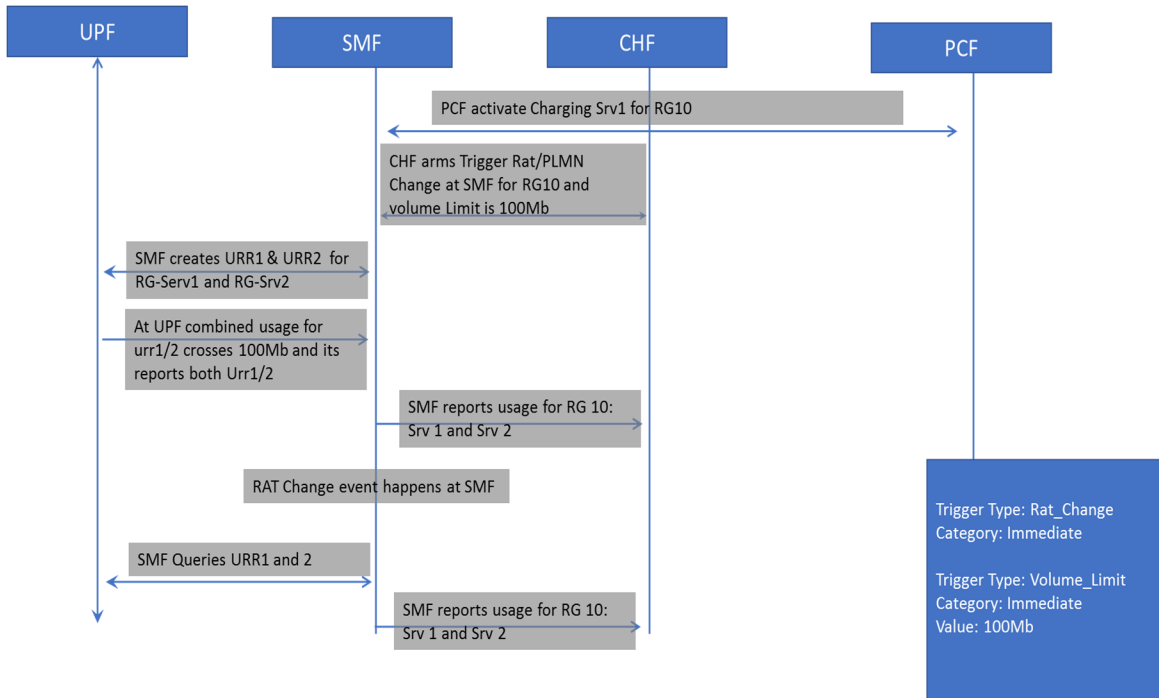 UPF
SMF
CHF
PCF
PCF activate Charging Srv1 for RG10
CHF arms Trigger Rat/PLMN
Change at SMF for RG10 and
volume Limit is 100Mb
SMF creates URR1 & URR2 for
RG-Serv1 and RG-Srv2
At UPF combined usage for
urr1/2 crosses 100Mb and its
reports both Urr1/2
SMF reports usage for RG 10:
Srv 1 and Srv 2
RAT Change event happens at SMF
SMF Queries URR1 and 2
SMF reports usage for RG 10:
Srv 1 and Srv 2
Trigger Type: Rat_Change
Category: Immediate
Trigger Type: Volume_Limit
Category: Immediate
Value: 100Mb